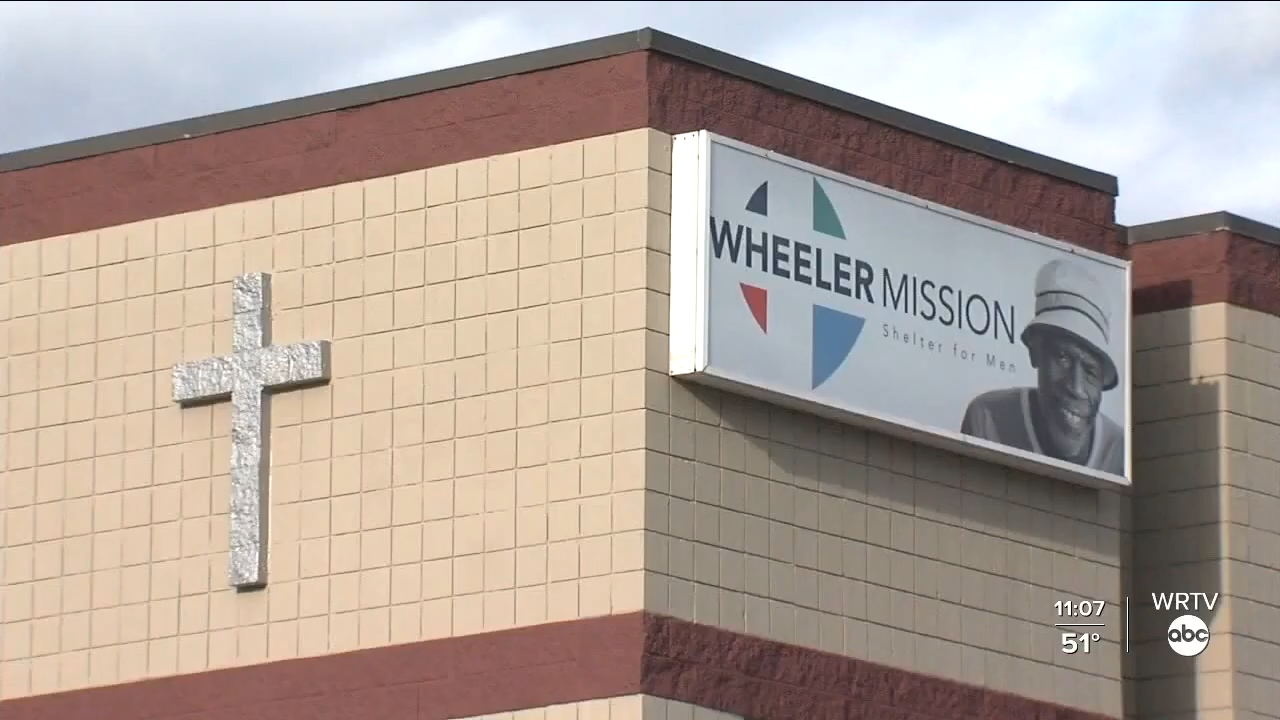 WHEELER MISSION
Shelter for Men
11:07
51°
WRTV
abc